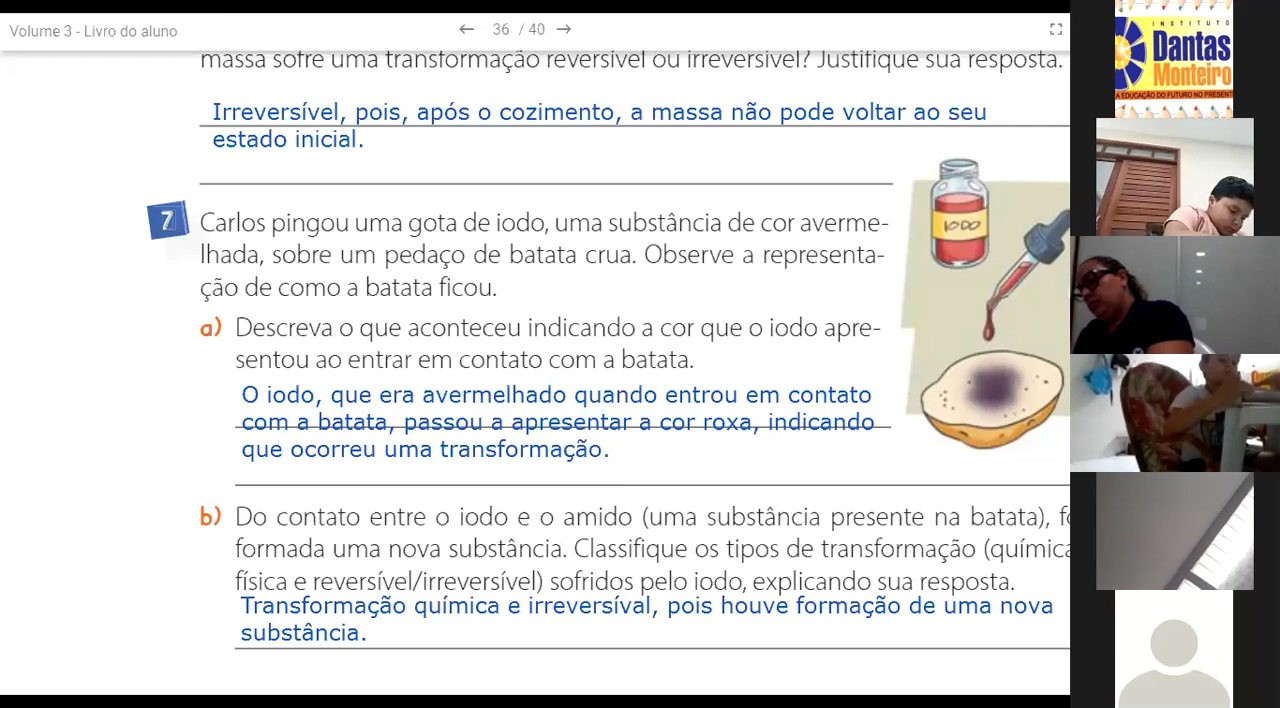 Volume 3 - Livro do aluno
← 36 / 40 →
massa sofre uma transformação reversível ou irreversível? Justifique sua resposta.
Irreversível, pois, após o cozimento, a massa não pode voltar ao seu
estado inicial.
7 Carlos pingou uma gota de iodo, uma substância de cor averme-
lhada, sobre um pedaço de batata crua. Observe a representa-
ção de como a batata ficou.
IODO
a) Descreva o que aconteceu indicando a cor que o iodo apre-
sentou ao entrar em contato com a batata.
O iodo, que era avermelhado quando entrou em contato
com a batata, passou a apresentar a cor roxa, indicando
que ocorreu uma transformação.
b) Do contato entre o iodo e o amido (uma substância presente na batata), fo
formada uma nova substância. Classifique os tipos de transformação (química
física e reversível/irreversível) sofridos pelo iodo, explicando sua resposta.
Transformação química e irreversíval, pois houve formação de uma nova
substância.
INSTITUTO
Dantas
Monteiro
A EDUCAÇÃO DO FUTURO NO PRESENT